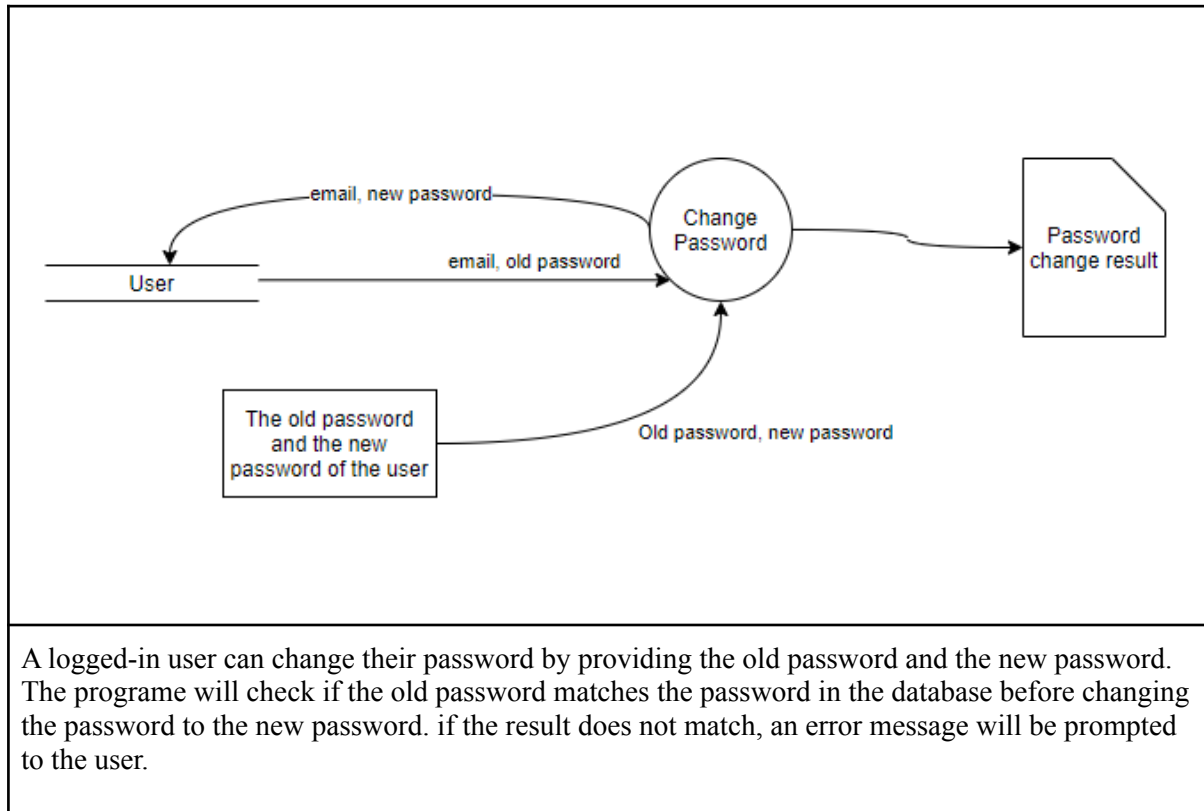 email, new password
Change
Password
Password
change result
email, old password
User
The old password
and the new
password of the user
Old password, new password
A logged-in user can change their password by providing the old password and the new password.
The programe will check if the old password matches the password in the database before changing
the password to the new password. if the result does not match, an error message will be prompted
to the user.